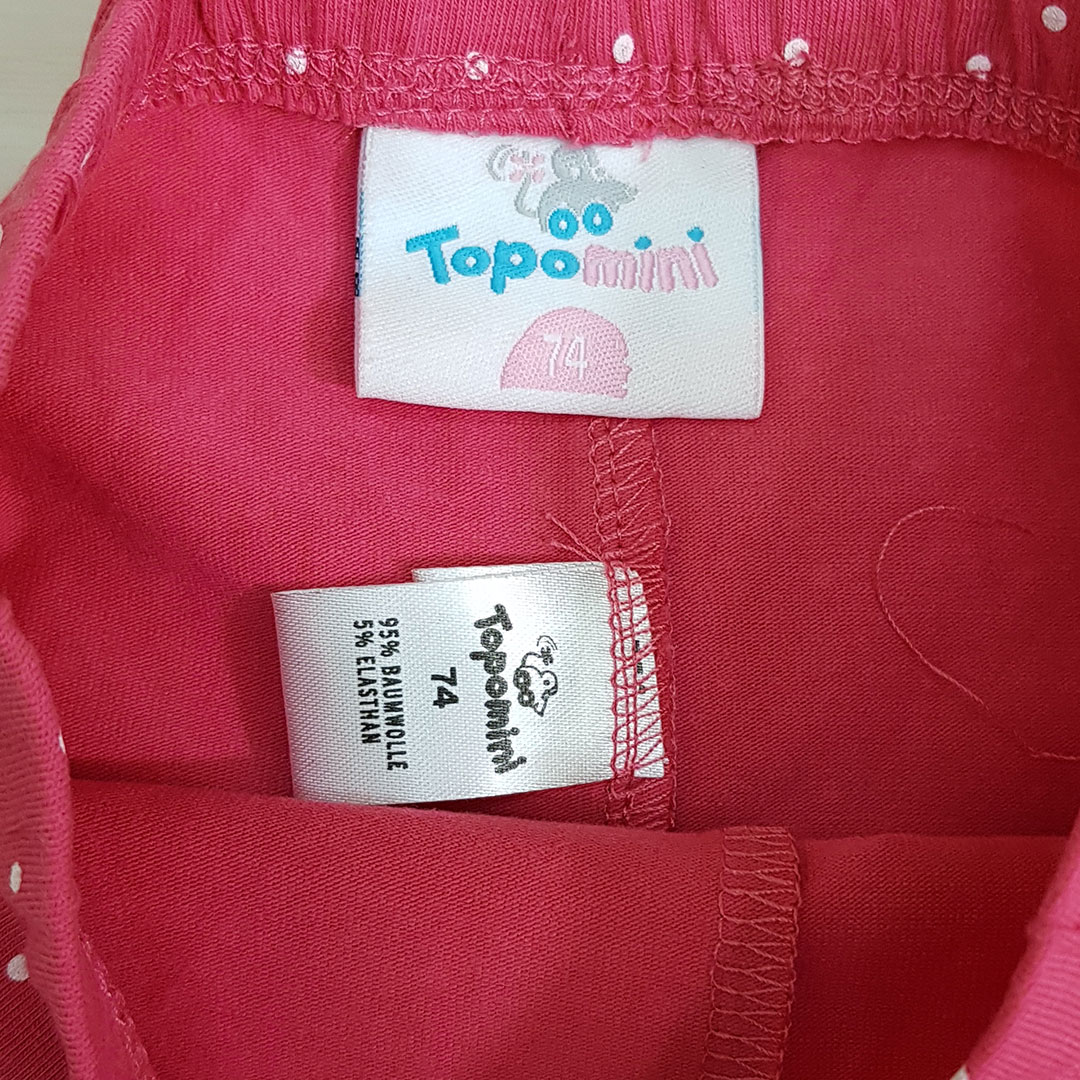 Topomini
74
Topomini
74
95% BAUMWOLLE
5% ELASTHAN